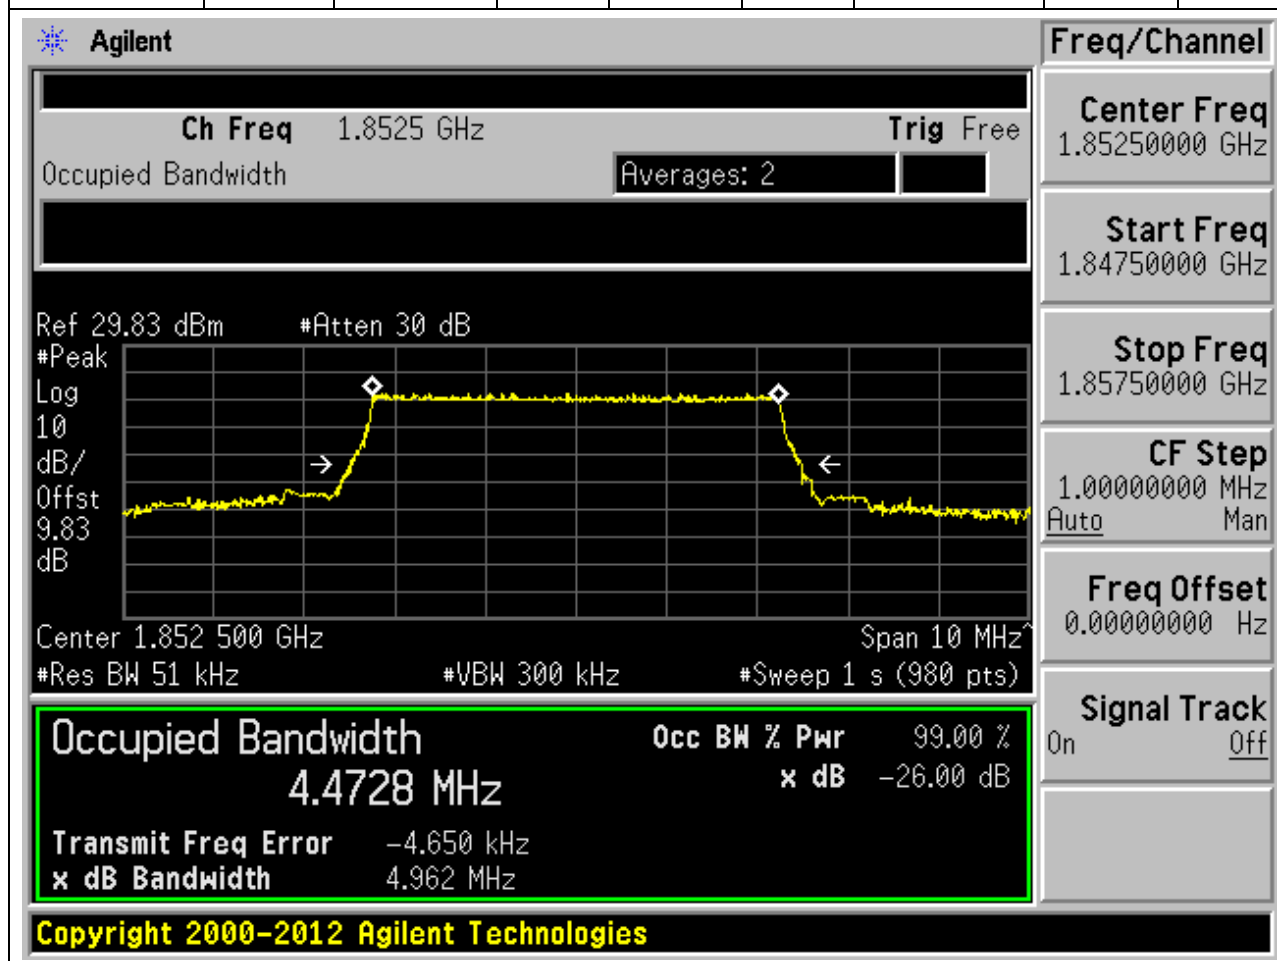 Agilent
Freq/Channel
Ch Freq 1.8525 GHz Trig Free
Occupied Bandwidth Averages: 2
Center Freq
1.85250000 GHz
Start Freq
1.84750000 GHz
Stop Freq
1.85750000 GHz
CF Step
1.00000000 MHz
Auto Man
Freq Offset
0.00000000 Hz
Signal Track
On Off
Ref 29.83 dBm #Atten 30 dB
#Peak
Log
10
dB/
Offst
9.83
dB
Center 1.852 500 GHz Span 10 MHz^
#Res BW 51 kHz #VBW 300 kHz #Sweep 1 s (980 pts)
Occupied Bandwidth Occ BW % Pwr 99.00 %
4.4728 MHz x dB -26.00 dB
Transmit Freq Error -4.650 kHz
x dB Bandwidth 4.962 MHz
Copyright 2000-2012 Agilent Technologies